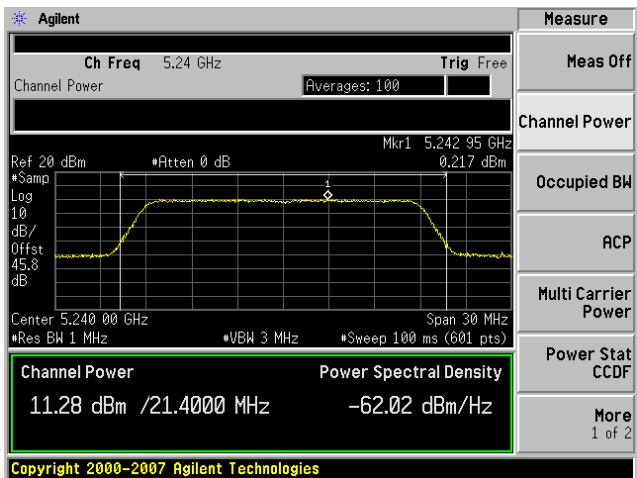 Agilent
Measure
Ch Freq 5.24 GHz Trig Free
Channel Power Averages: 100
Mkr1 5.242 95 GHz
Ref 20 dBm #Atten 0 dB 0.217 dBm
#Samp
Log
10
dB/
Offst
45.8
dB
1
Center 5.240 00 GHz Span 30 MHz
#Res BW 1 MHz #VBW 3 MHz #Sweep 100 ms (601 pts)
Channel Power Power Spectral Density
11.28 dBm /21.4000 MHz -62.02 dBm/Hz
Copyright 2000-2007 Agilent Technologies
Meas Off
Channel Power
Occupied BW
ACP
Multi Carrier
Power
Power Stat
CCDF
More
1 of 2